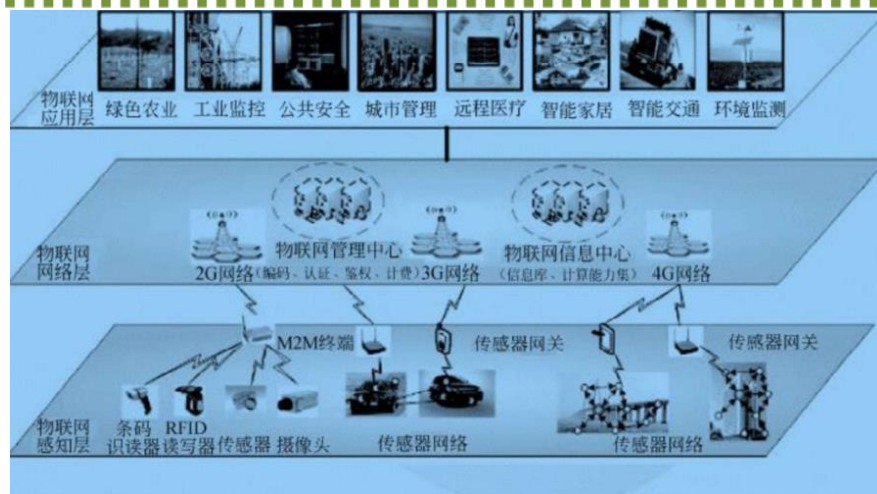 物联网
应用层
绿色农业 工业监控 公共安全 城市管理 远程医疗 智能家居 智能交通 环境监测
物联网管理中心 物联网信息中心
物联网
网络层
2G网络 (编码、认证、鉴权、计费) 3G网络 (信息库、计算能力集) 4G网络
M2M终端 传感器网关 传感器网关
物联网
感知层
条码
识读器
RFID
读写器
传感器 摄像头 传感器网络 传感器网络